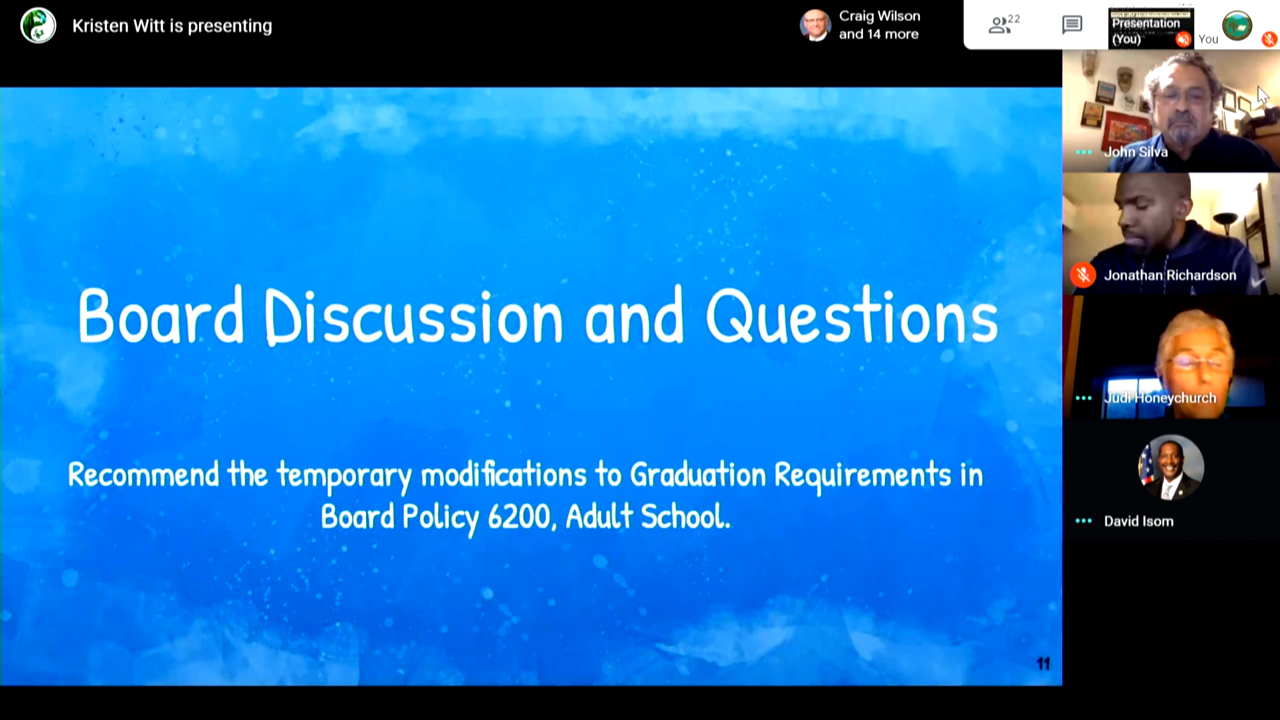 Kristen Witt is presenting
Craig Wilson
and 14 more
22
Presentation
(You)
You
John Silva
Jonathan Richardson
Judi Honeychurch
David Isom
Board Discussion and Questions
Recommend the temporary modifications to Graduation Requirements in
Board Policy 6200, Adult School.
11